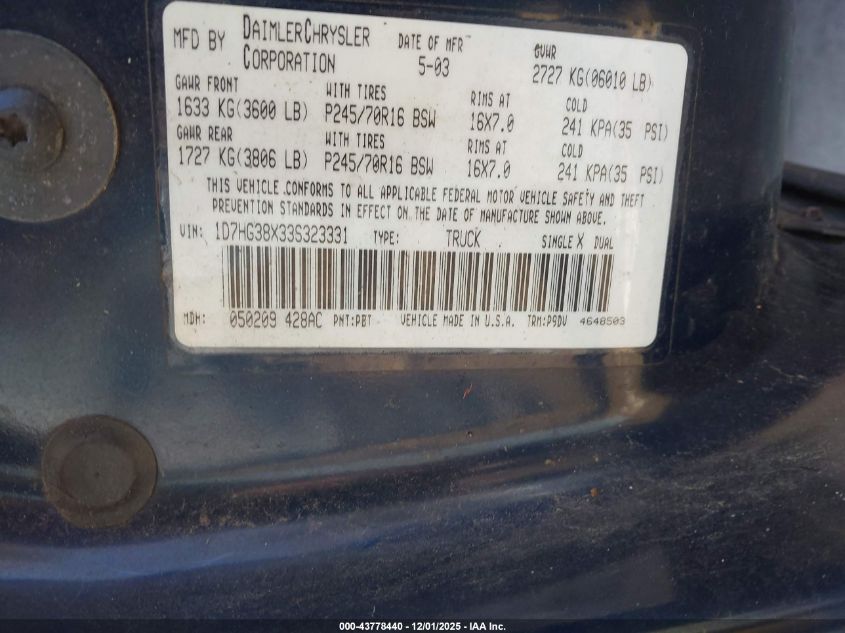 MFD BY DAIMLERCHRYSLER CORPORATION DATE OF MFR 5-03 GVWR 2727 KG(06010 LB)
GAWR FRONT WITH TIRES RIMS AT COLD
1633 KG(3600 LB) P245/70R16 BSW 16X7.0 241 KPA(35 PSI)
GAWR REAR WITH TIRES RIMS AT COLD
1727 KG(3806 LB) P245/70R16 BSW 16X7.0 241 KPA(35 PSI)
THIS VEHICLE CONFORMS TO ALL APPLICABLE FEDERAL MOTOR VEHICLE SAFETY AND THEFT
PREVENTION STANDARDS IN EFFECT ON THE DATE OF MANUFACTURE SHOWN ABOVE.
VIN: 1D7HG38X33S323331 TYPE: TRUCK SINGLE X DUAL
MDH: 050209 428AC PNT:PBT VEHICLE MADE IN U.S.A. TRM:P9DV 4648503
000-43778440 - 12/01/2025 - IAA Inc.